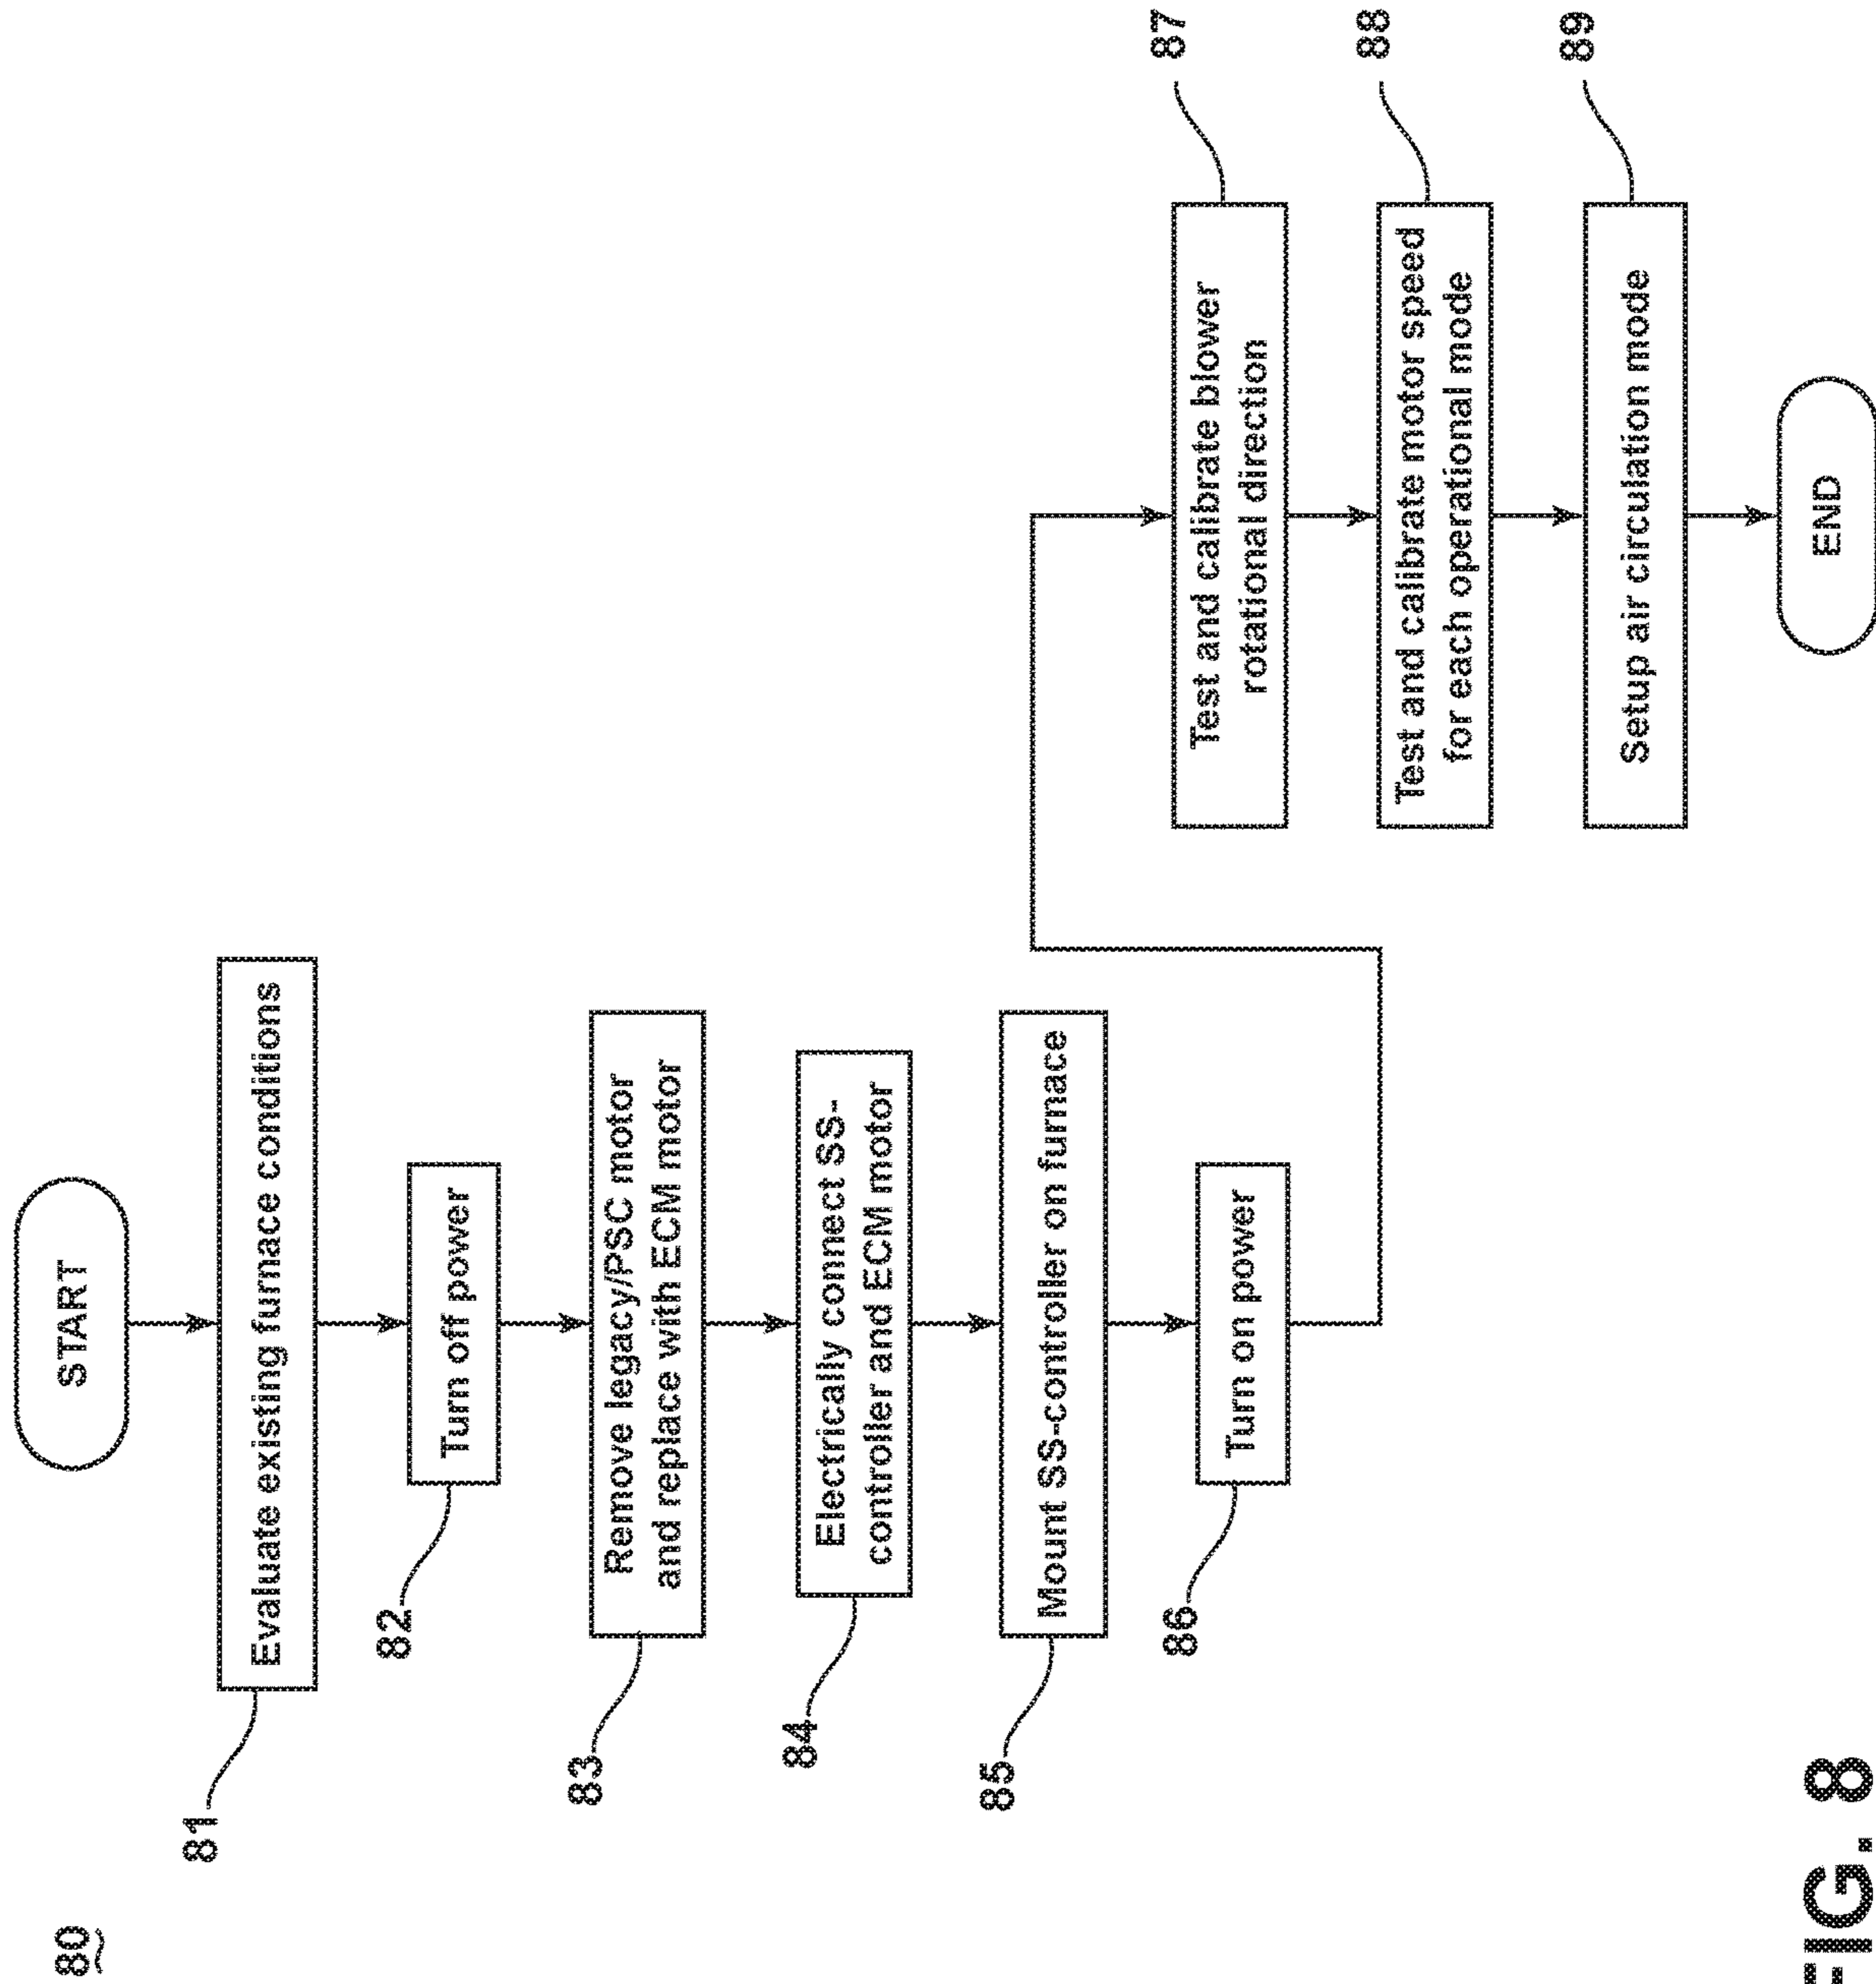 80
START
81
Evaluate existing furnace conditions
82
Turn off power
83
Remove legacy/PSC motor
and replace with ECM motor
84
Electrically connect SS-
controller and ECM motor
85
Mount SS-controller on furnace
86
Turn on power
87
Test and calibrate blower
rotational direction
88
Test and calibrate motor speed
for each operational mode
89
Setup air circulation mode
END
FIG. 8